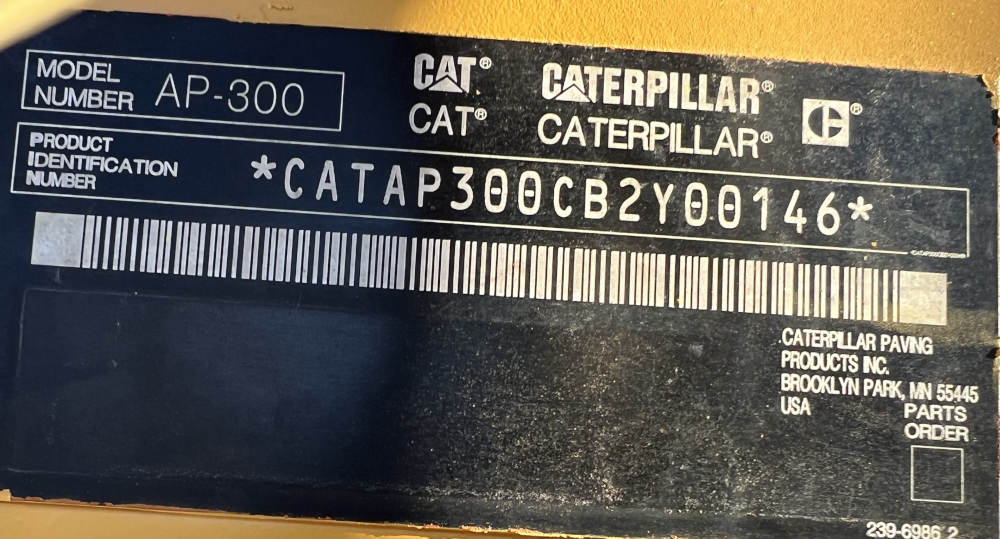 MODEL
NUMBER AP-300
CAT® CATERPILLAR®
CAT® CATERPILLAR®
PRODUCT
IDENTIFICATION
NUMBER
*CATAP300CB2Y00146*
CATERPILLAR PAVING
PRODUCTS INC.
BROOKLYN PARK, MN 55445
USA
PARTS
ORDER
239-6986 2